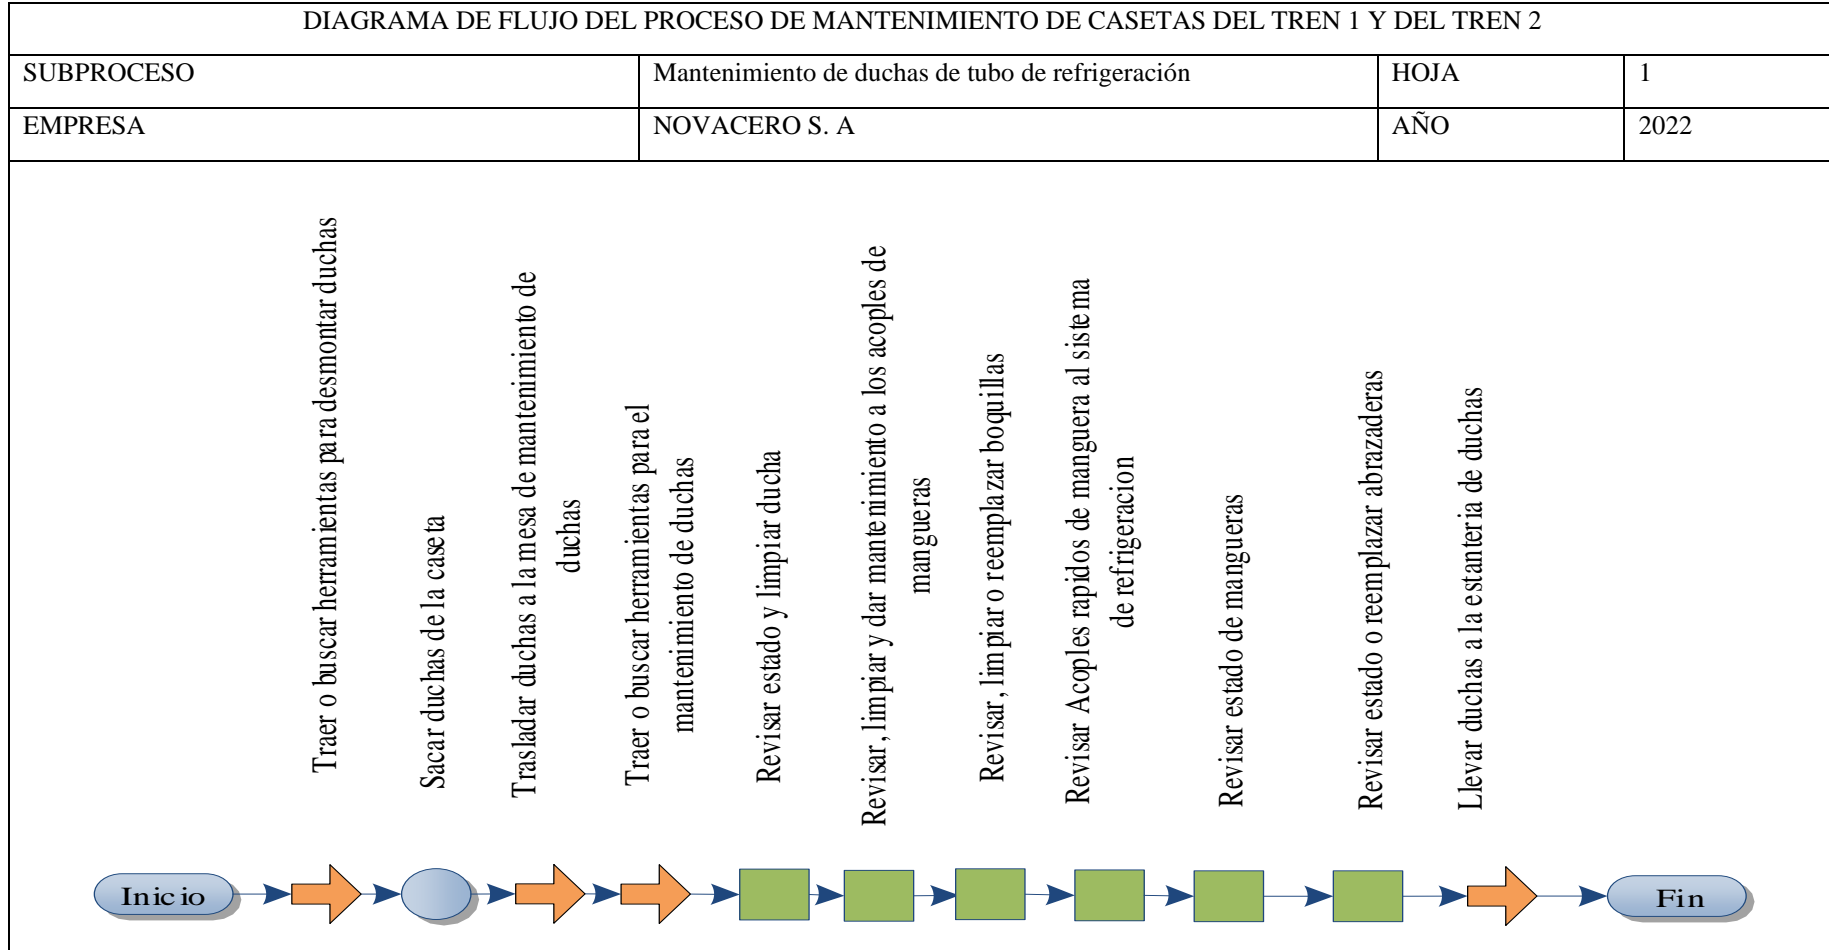 DIAGRAMA DE FLUJO DEL PROCESO DE MANTENIMIENTO DE CASETAS DEL TREN 1 Y DEL TREN 2
SUBPROCESO
Mantenimiento de duchas de tubo de refrigeración
HOJA
1
EMPRESA
NOVACERO S. A
AÑO
2022
Traer o buscar herramientas para desmontar duchas
Sacar duchas de la caseta
Trasladar duchas a la mesa de mantenimiento de
duchas
Traer o buscar herramientas para el
mantenimiento de duchas
Revisar estado y limpiar ducha
Revisar, limpiar y dar mantenimiento a los acoples de
mangueras
Revisar, limpiar o reemplazar boquillas
Revisar Acoples rapidos de manguera al sistema
de refrigeracion
Revisar estado de mangueras
Revisar estado o reemplazar abrazaderas
Llevar duchas a la estanteria de duchas
Inicio
Fin